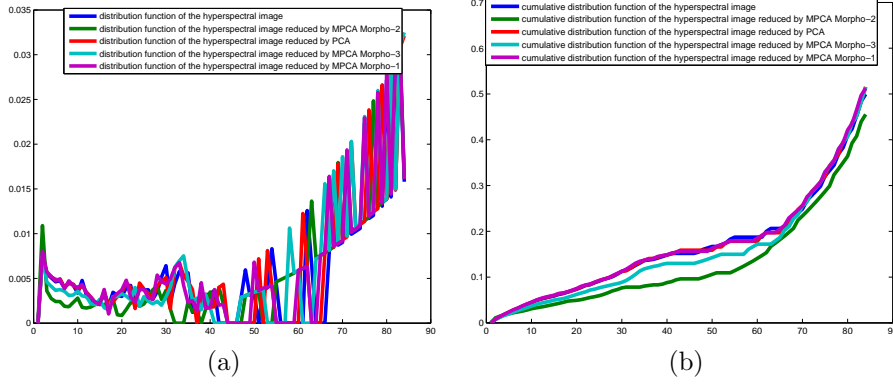 0.035
0.03
0.025
0.02
0.015
0.01
0.005
0
0 10 20 30 40 50 60 70 80 90
distribution function of the hyperspectral image
distribution function of the hyperspectral image reduced by MPCA Morpho-2
distribution function of the hyperspectral image reduced by PCA
distribution function of the hyperspectral image reduced by MPCA Morpho-3
distribution function of the hyperspectral image reduced by MPCA Morpho-1
(a)
0.7
0.6
0.5
0.4
0.3
0.2
0.1
0
0 10 20 30 40 50 60 70 80 90
cumulative distribution function of the hyperspectral image
cumulative distribution function of the hyperspectral image reduced by MPCA Morpho-2
cumulative distribution function of the hyperspectral image reduced by PCA
cumulative distribution function of the hyperspectral image reduced by MPCA Morpho-3
cumulative distribution function of the hyperspectral image reduced by MPCA Morpho-1
(b)